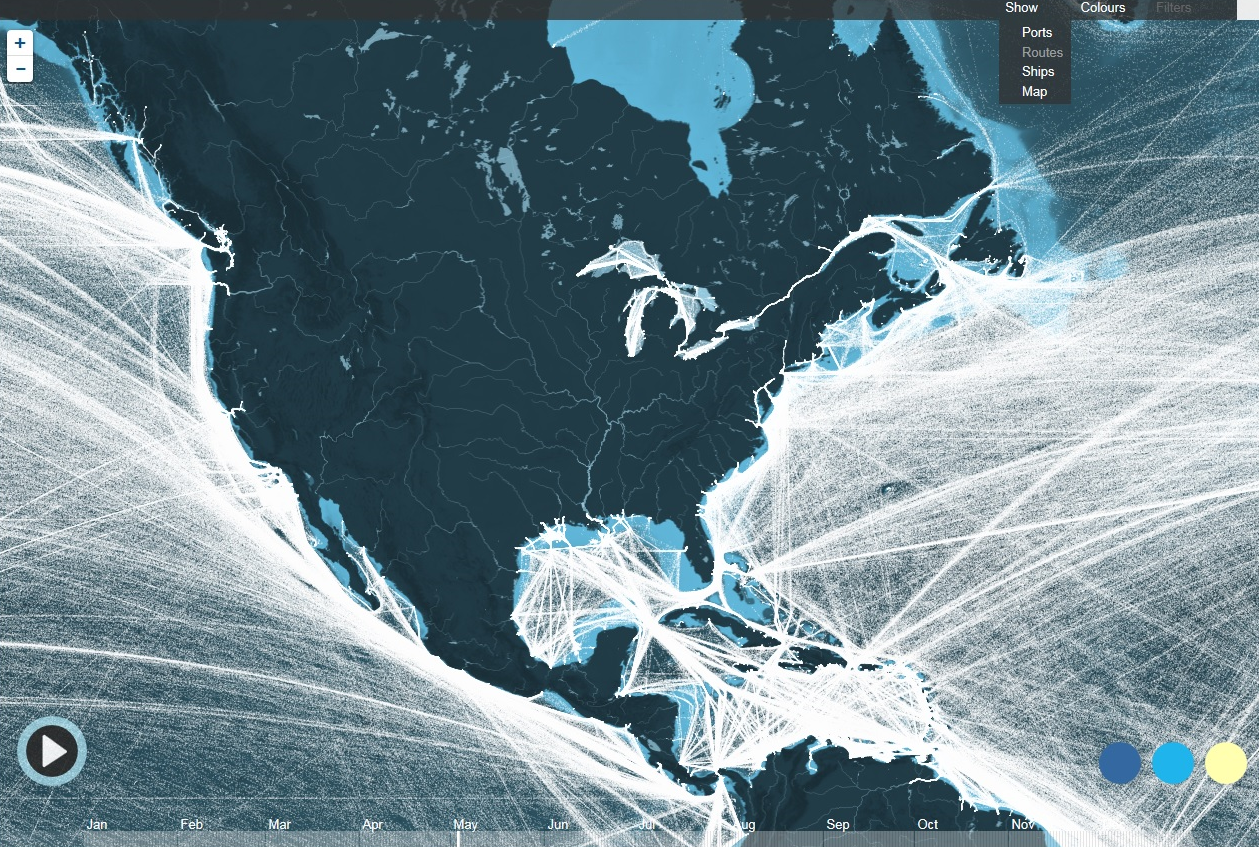 Show Colours Filters
+
Ports
Routes
−
Ships
Map
Jan Feb Mar Apr May Jun Jul Aug Sep Oct Nov